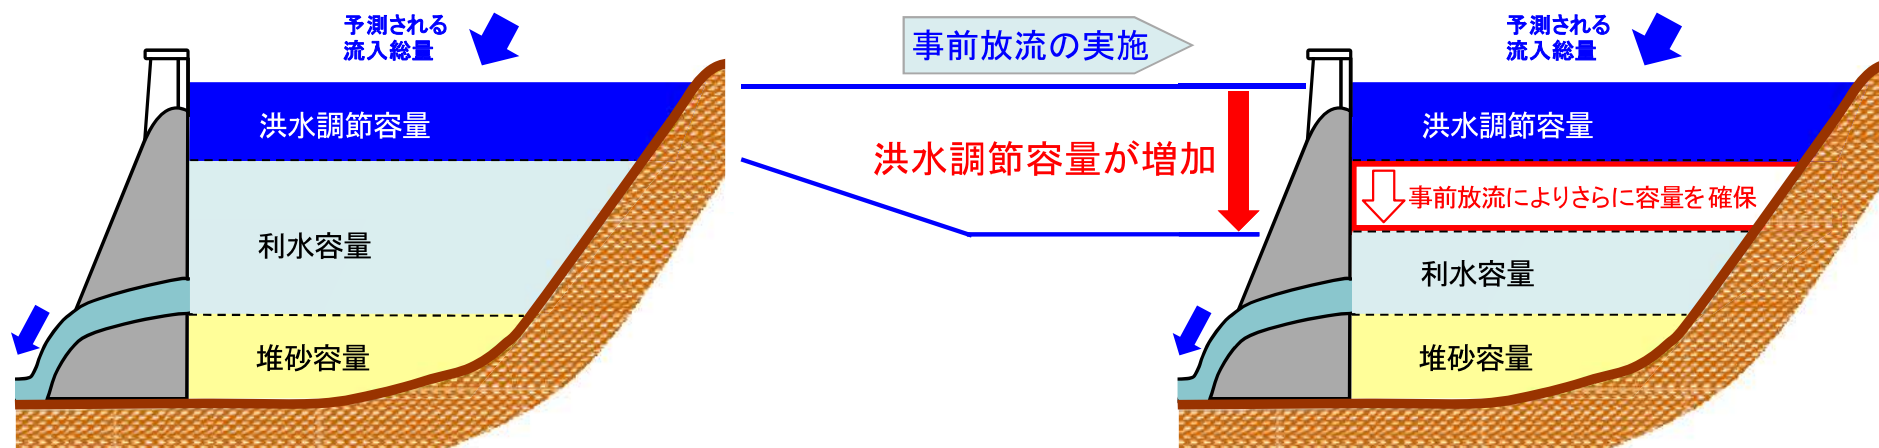 予測される
流入総量
洪水調節容量
利水容量
堆砂容量
事前放流の実施
洪水調節容量が増加
予測される
流入総量
洪水調節容量
事前放流によりさらに容量を確保
利水容量
堆砂容量